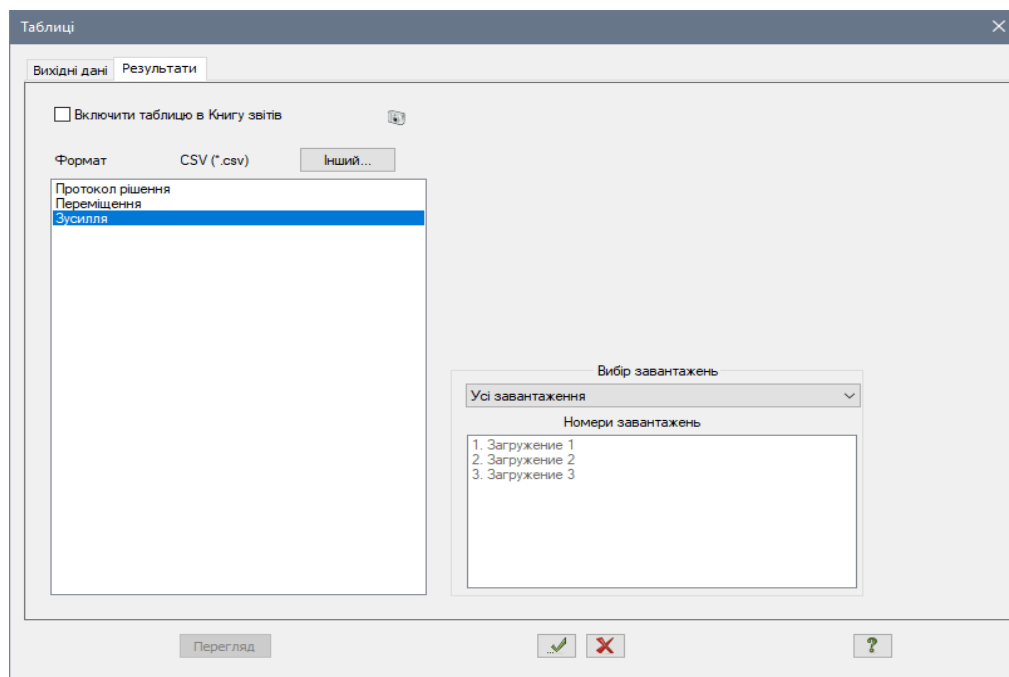 Таблиці
Вихідні дані
Результати
Включити таблицю в Книгу звітів
Формат
CSV (*.csv)
Інший...
Протокол рішення
Переміщення
Зусилля
Вибір завантажень
Усі завантаження
Номери завантажень
1. Загружение 1
2. Загружение 2
3. Загружение 3
Перегляд
?